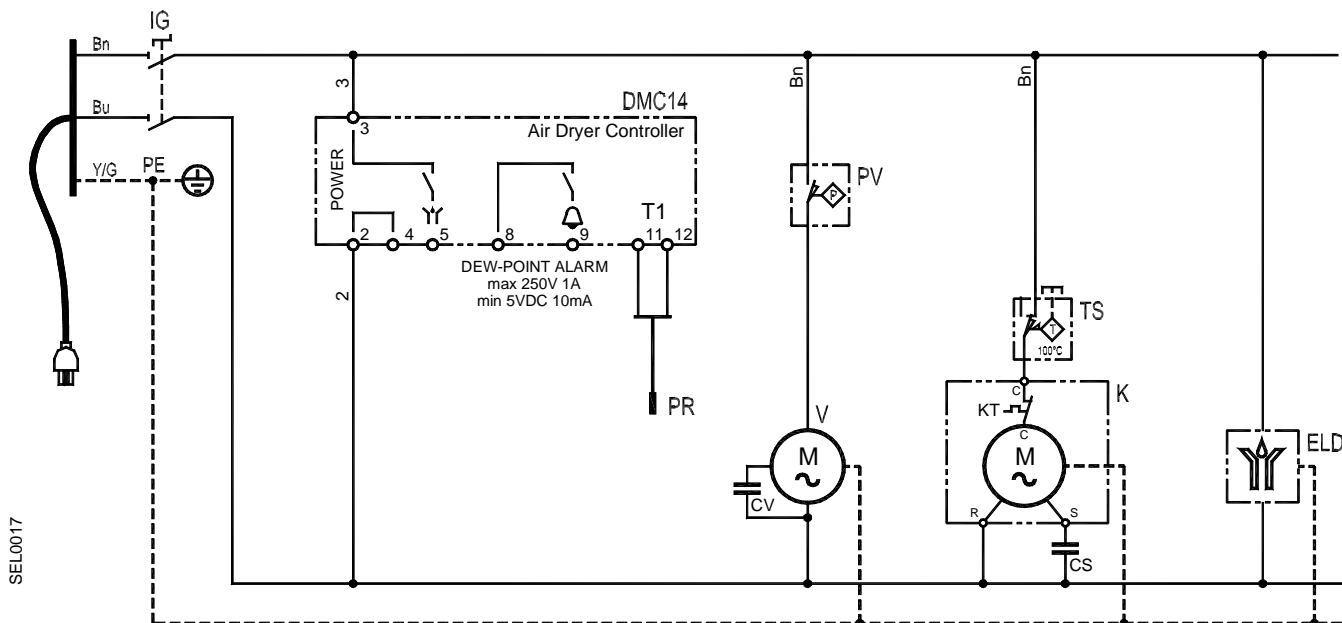 IG
Bn
Bu
Y/G PE
3
DMC14
3
Air Dryer Controller
POWER
T1
2 4 5 8 9 11 12
DEW-POINT ALARM
max 250V 1A
min 5VDC 10mA
2
PR
Bn
PV
P
V
M
CV
Bn
TS
T
100°C
C
K
KT
C
M
R
S
CS
ELD
SEL0017